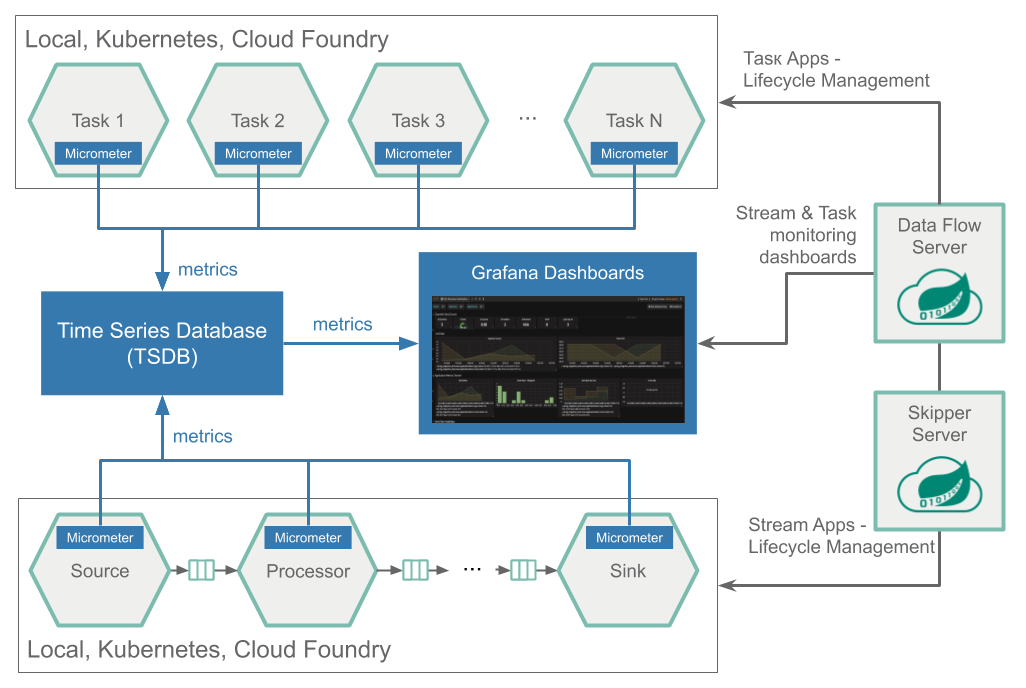 Local, Kubernetes, Cloud Foundry
Task 1
Task 2
Task 3
...
Task N
Micrometer
Micrometer
Micrometer
Micrometer
Task Apps -
Lifecycle Management
Stream & Task
monitoring
dashboards
Data Flow
Server
metrics
Grafana Dashboards
Time Series Database
(TSDB)
metrics
Skipper
Server
metrics
Stream Apps -
Lifecycle Management
Micrometer
Micrometer
Micrometer
Source
Processor
...
Sink
Local, Kubernetes, Cloud Foundry